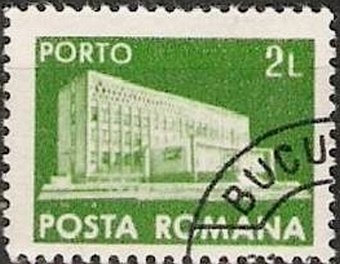 PORTO 2L
POSTA ROMANA
BUCU